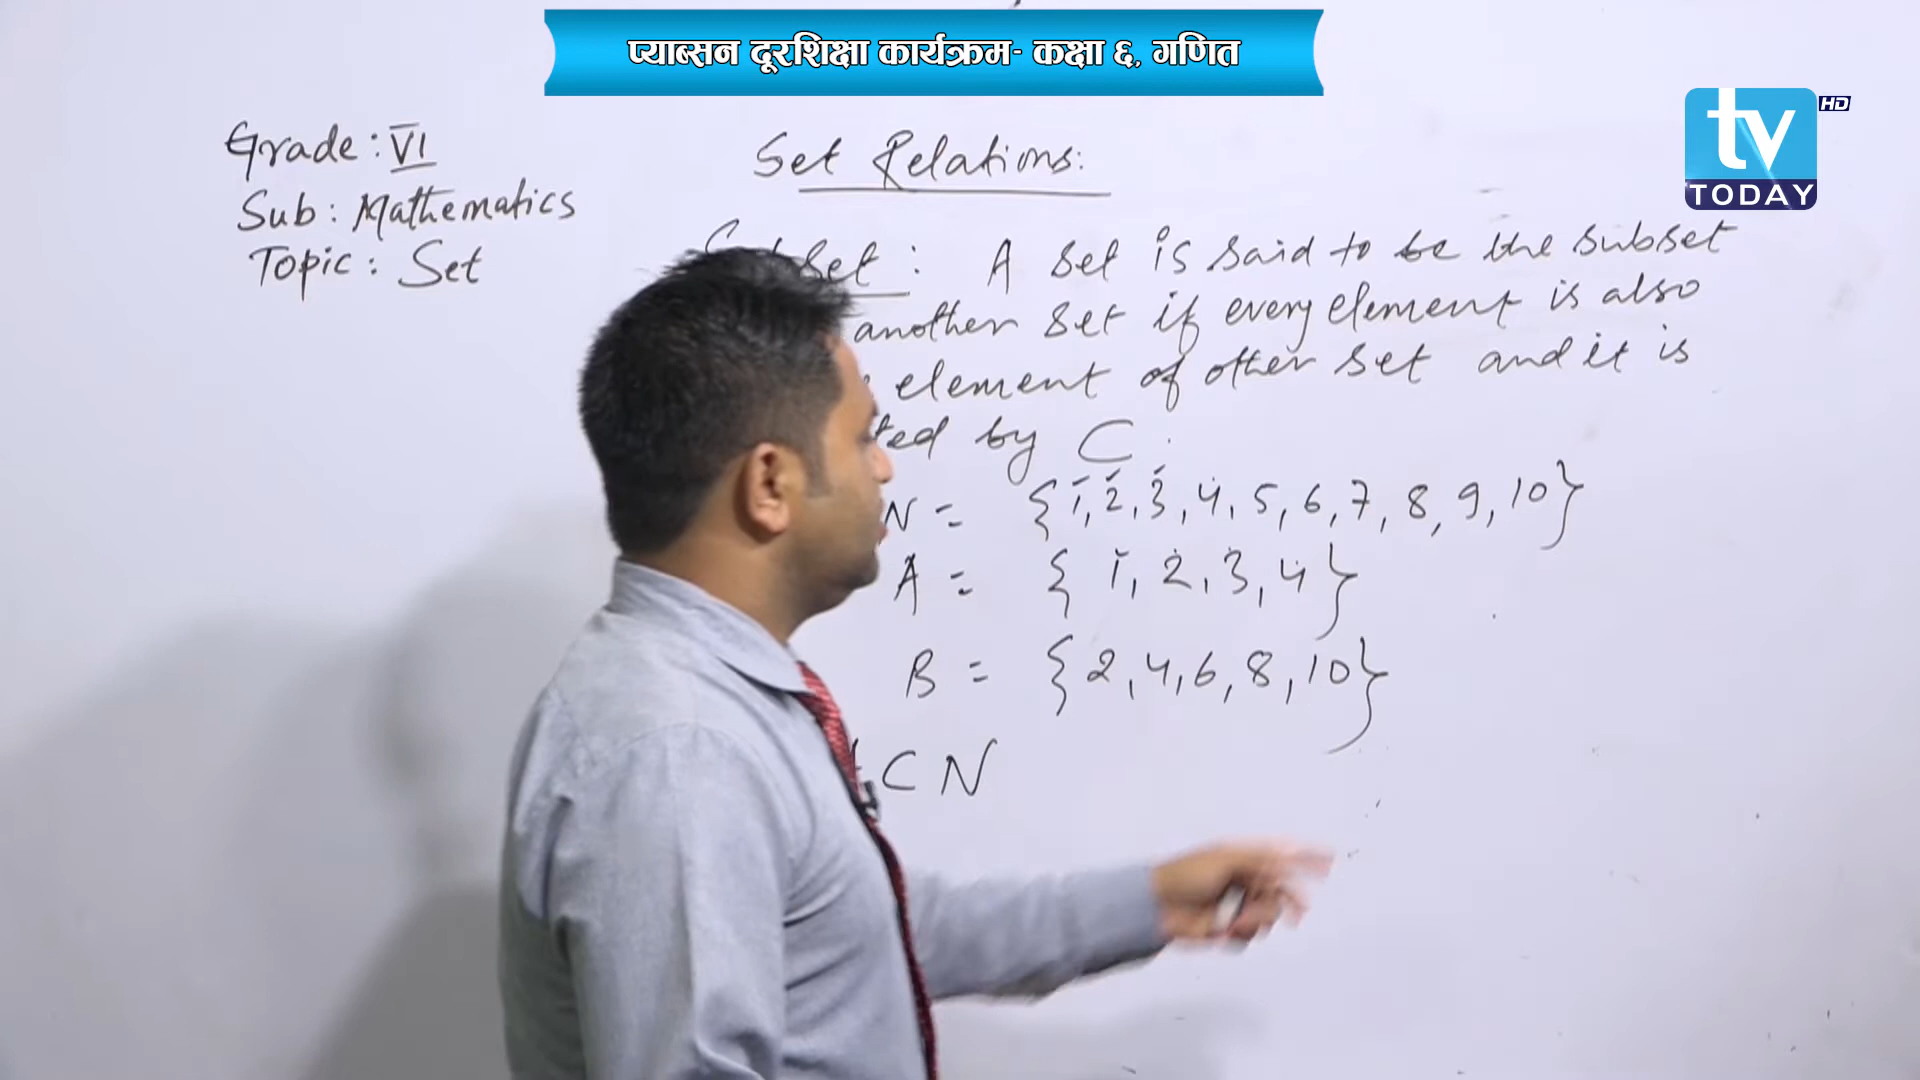 प्याब्सन दूरशिक्षा कार्यक्रम- कक्षा ६, गणित
tv HD
TODAY
Grade : VI
Sub : Mathematics
Topic : Set
Set Relations:
set : A set is said to be the subset
another set if every element is also
element of other set and it is
ted by ⊂ .
N = {1, 2, 3, 4, 5, 6, 7, 8, 9, 10}
A = { 1, 2, 3, 4 }
B = { 2, 4, 6, 8, 10}
⊂ N